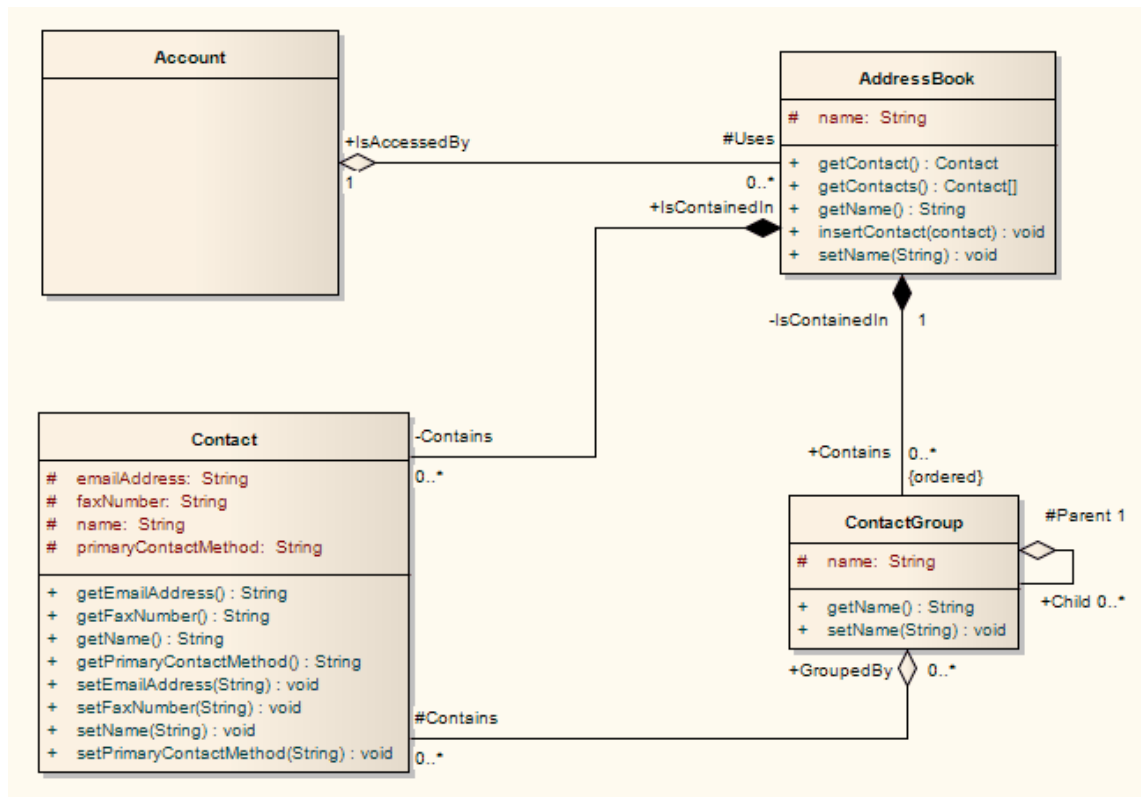 Account
+IsAccessedBy
1
#Uses
0..*
AddressBook
# name: String
+ getContact() : Contact
+ getContacts() : Contact[]
+ getName() : String
+ insertContact(contact) : void
+ setName(String) : void
+IsContainedIn
-IsContainedIn 1
+Contains 0..*
{ordered}
Contact
# emailAddress: String
# faxNumber: String
# name: String
# primaryContactMethod: String
+ getEmailAddress() : String
+ getFaxNumber() : String
+ getName() : String
+ getPrimaryContactMethod() : String
+ setEmailAddress(String) : void
+ setFaxNumber(String) : void
+ setName(String) : void
+ setPrimaryContactMethod(String) : void
-Contains
0..*
ContactGroup
# name: String
+ getName() : String
+ setName(String) : void
#Parent 1
+Child 0..*
+GroupedBy 0..*
#Contains
0..*